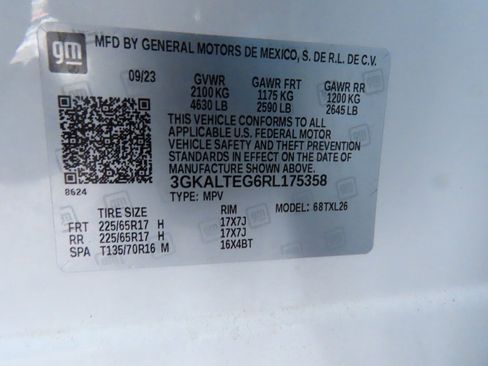 gm
MFD BY GENERAL MOTORS DE MEXICO, S. DE R.L. DE C.V.
09/23 GVWR GAWR FRT GAWR RR
2100 KG 1175 KG 1200 KG
4630 LB 2590 LB 2645 LB
THIS VEHICLE CONFORMS TO ALL
APPLICABLE U.S. FEDERAL MOTOR
VEHICLE SAFETY AND THEFT PREVENTION
STANDARDS IN EFFECT ON THE DATE OF
MANUFACTURE SHOWN ABOVE.
8624 3GKALTEG6RL175358
TYPE: MPV MODEL: 68TXL26
TIRE SIZE RIM
FRT 225/65R17 H 17X7J
RR 225/65R17 H 17X7J
SPA T135/70R16 M 16X4BT